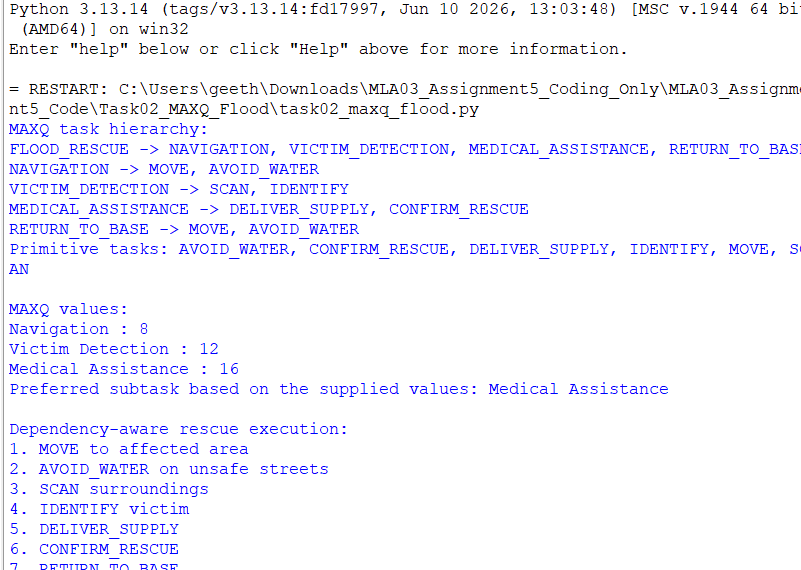 Python 3.13.14 (tags/v3.13.14:fd17997, Jun 10 2026, 13:03:48) [MSC v.1944 64 bi
(AMD64)] on win32
Enter "help" below or click "Help" above for more information.
= RESTART: C:\Users\geeth\Downloads\MLA03_Assignment5_Coding_Only\MLA03_Assignme
nt5_Code\Task02_MAXQ_Flood\task02_maxq_flood.py
MAXQ task hierarchy:
FLOOD_RESCUE -> NAVIGATION, VICTIM_DETECTION, MEDICAL_ASSISTANCE, RETURN_TO_BASE
NAVIGATION -> MOVE, AVOID_WATER
VICTIM_DETECTION -> SCAN, IDENTIFY
MEDICAL_ASSISTANCE -> DELIVER_SUPPLY, CONFIRM_RESCUE
RETURN_TO_BASE -> MOVE, AVOID_WATER
Primitive tasks: AVOID_WATER, CONFIRM_RESCUE, DELIVER_SUPPLY, IDENTIFY, MOVE, SC
AN
MAXQ values:
Navigation : 8
Victim Detection : 12
Medical Assistance : 16
Preferred subtask based on the supplied values: Medical Assistance
Dependency-aware rescue execution:
1. MOVE to affected area
2. AVOID_WATER on unsafe streets
3. SCAN surroundings
4. IDENTIFY victim
5. DELIVER_SUPPLY
6. CONFIRM_RESCUE
7. RETURN_TO_BASE